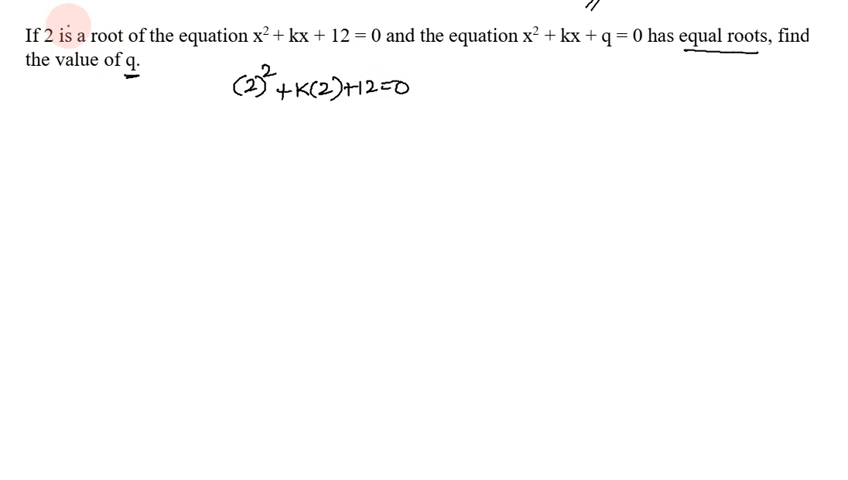 If 2 is a root of the equation x² + kx + 12 = 0 and the equation x² + kx + q = 0 has equal roots, find
the value of q.
(2)² + K(2)+12=0